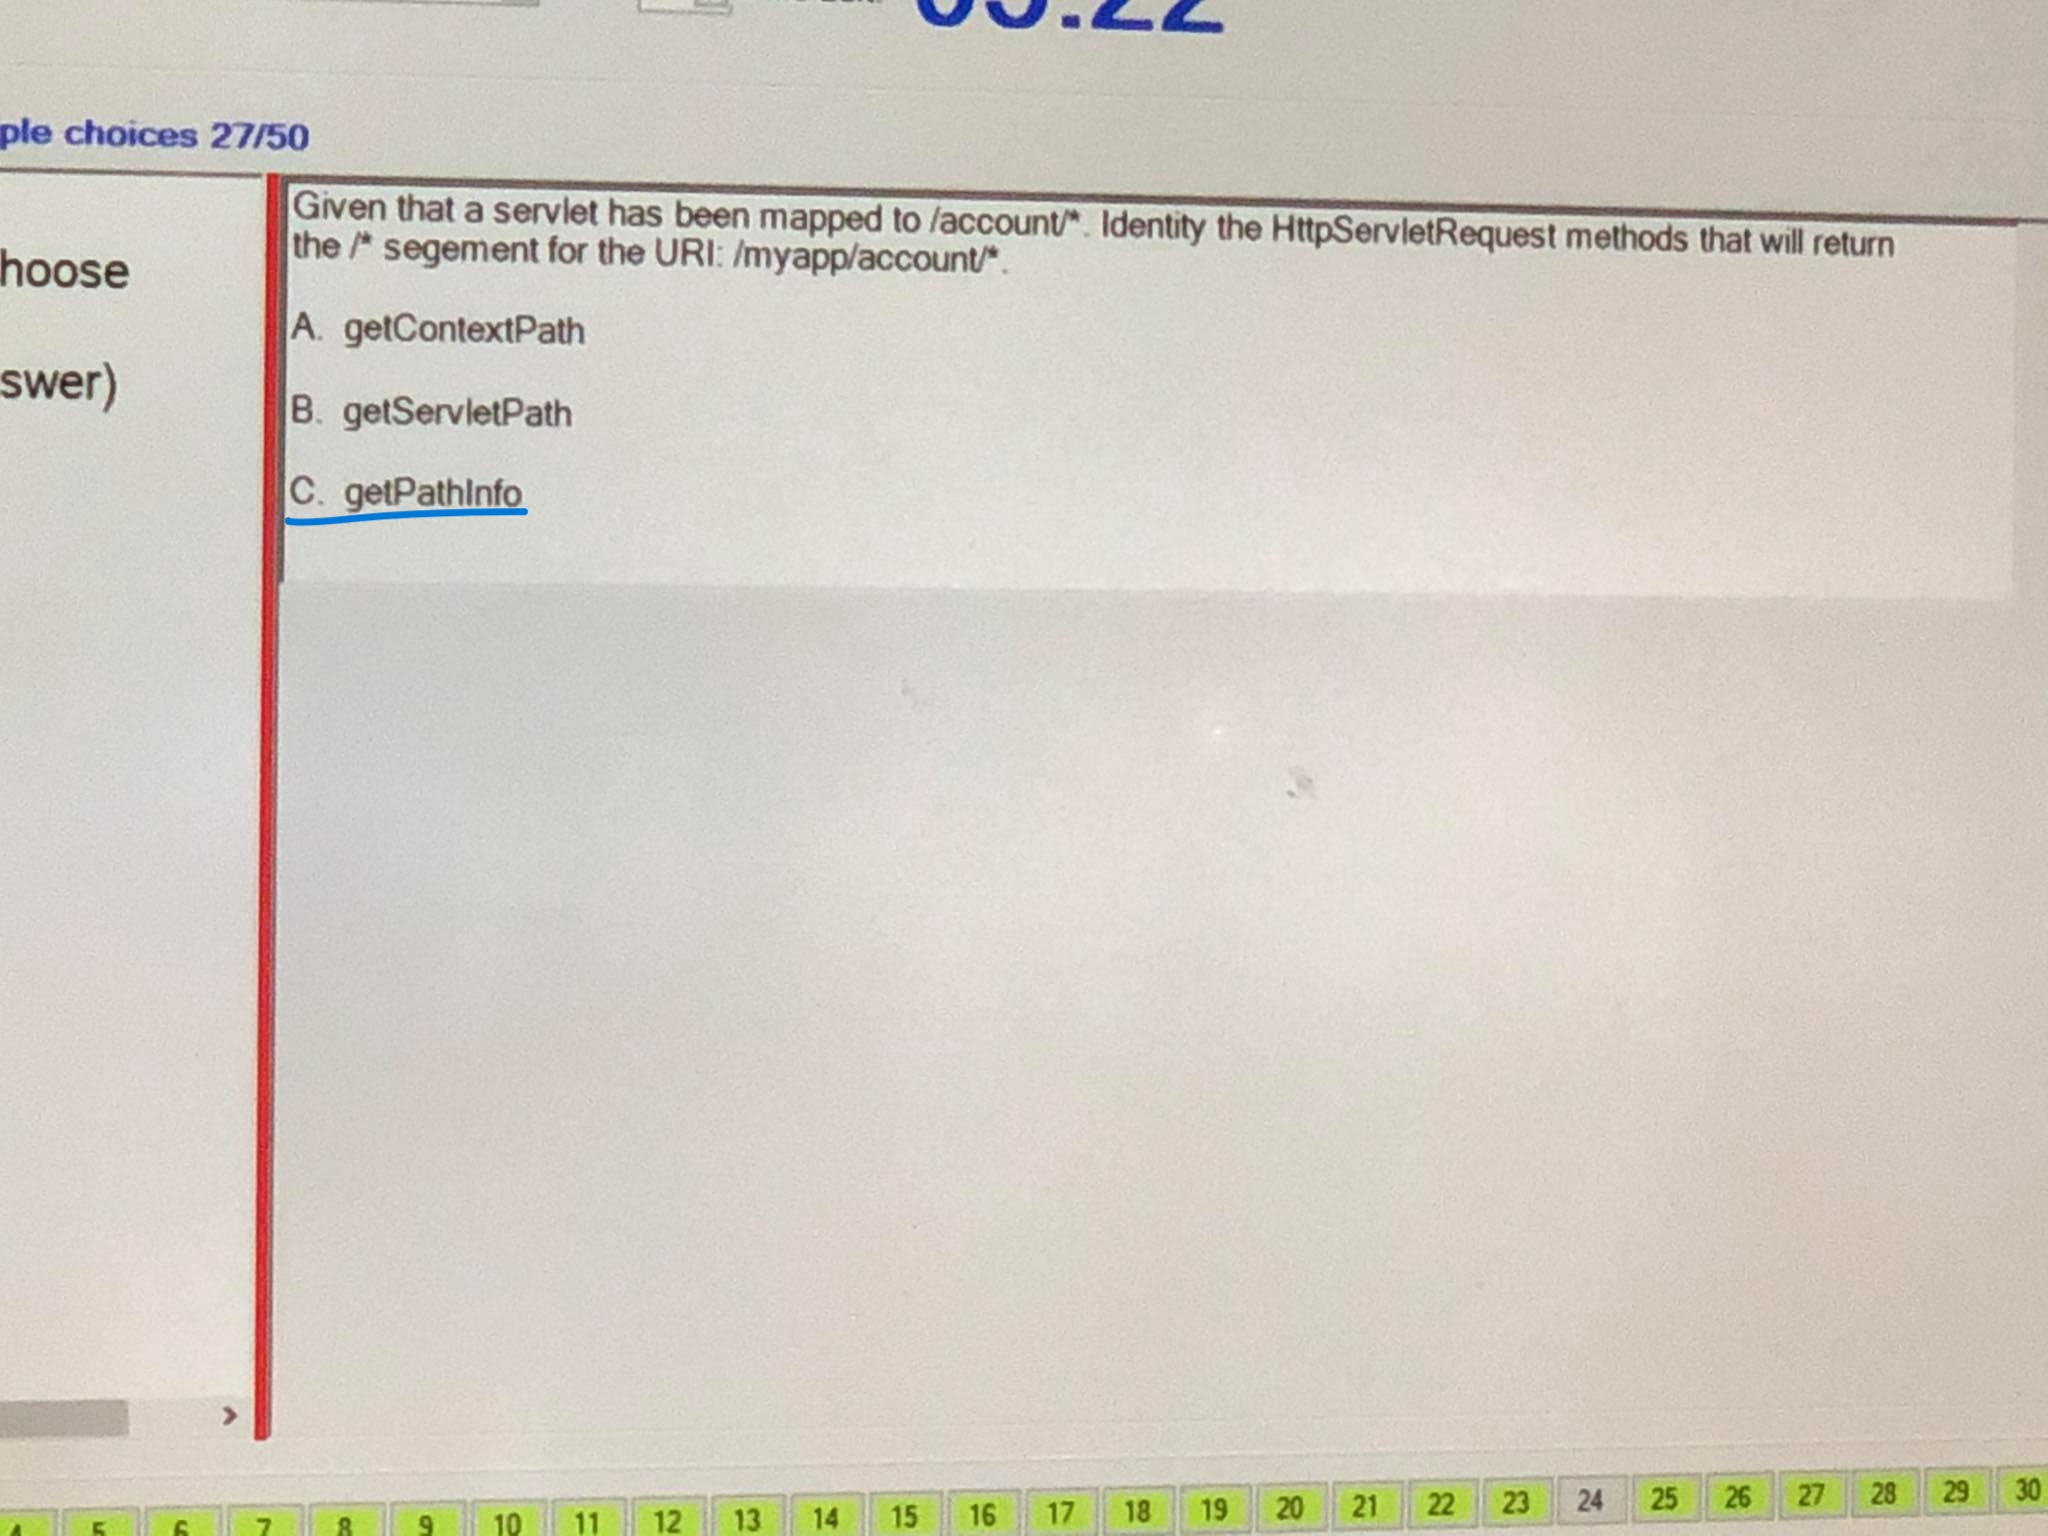 ple choices 27/50
Given that a servlet has been mapped to /account/*. Identity the HttpServletRequest methods that will return
the /* segement for the URI: /myapp/account/*.
hoose
A. getContextPath
swer)
B. getServletPath
C. getPathInfo
>
4 5 6 7 8 9 10 11 12 13 14 15 16 17 18 19 20 21 22 23 24 25 26 27 28 29 30